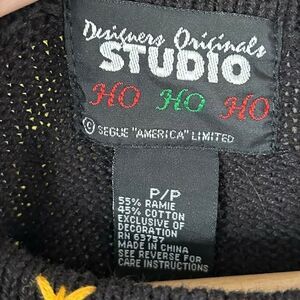 Designers Originals
STUDIO
HO HO HO
© SEGUE "AMERICA" LIMITED
P/P
55% RAMIE
45% COTTON
EXCLUSIVE OF
DECORATION
RN 63757
MADE IN CHINA
SEE REVERSE FOR
CARE INSTRUCTIONS